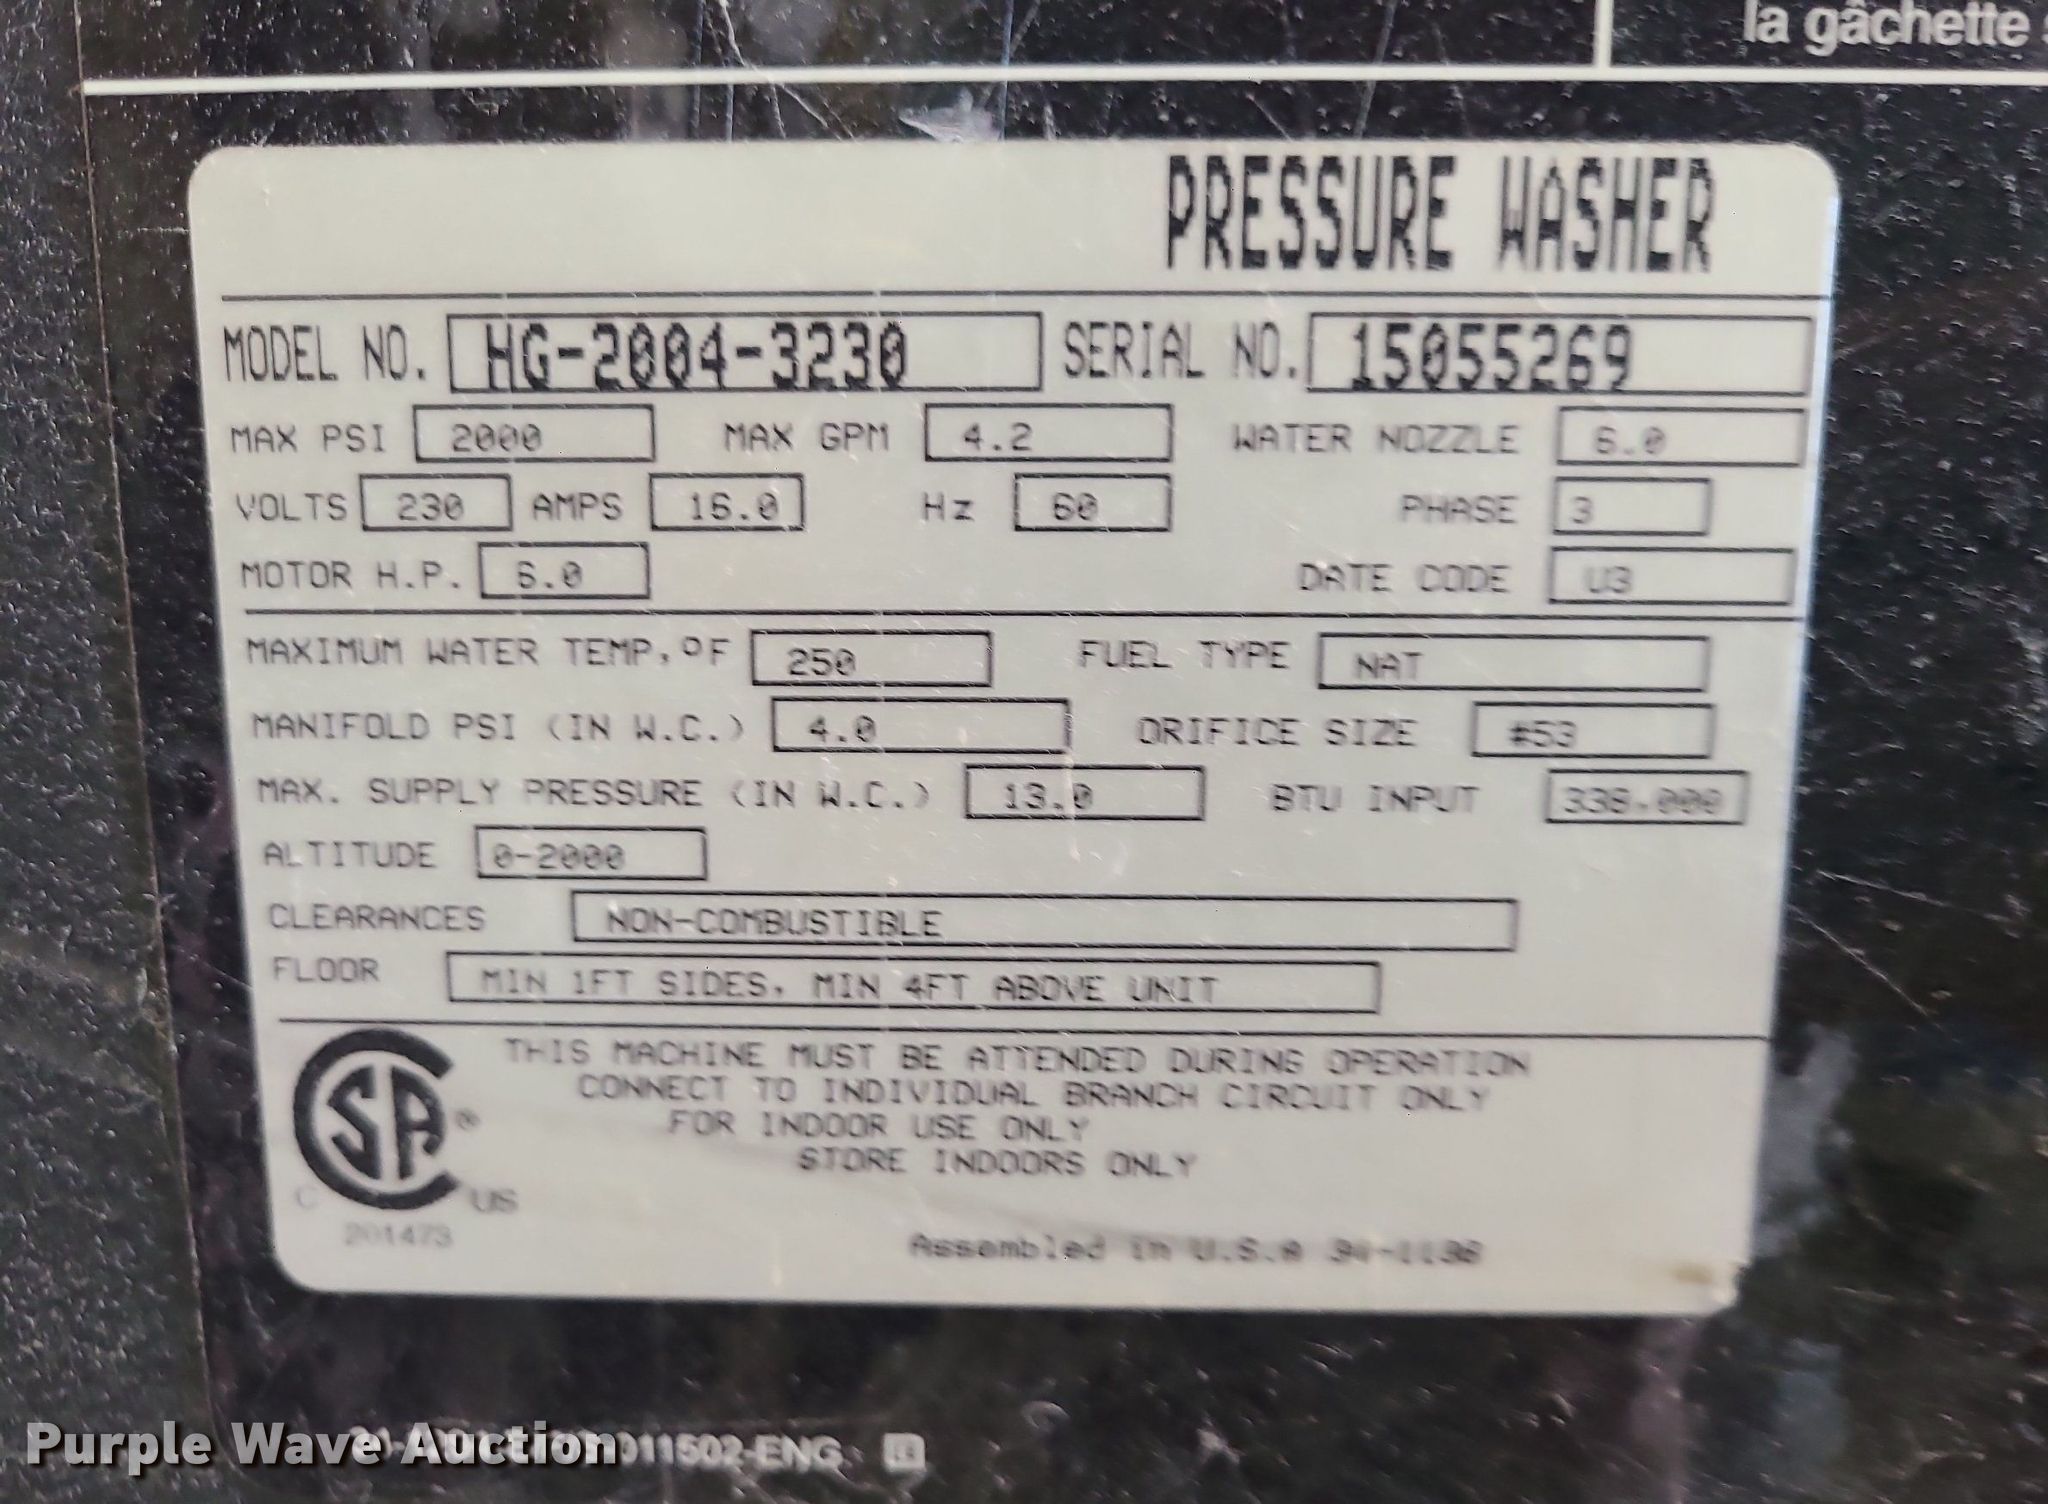 la gâchette
PRESSURE WASHER
MODEL NO. HG-2004-3230 SERIAL NO. 15055269
MAX PSI 2000 MAX GPM 4.2 WATER NOZZLE 6.0
VOLTS 230 AMPS 16.0 Hz 60 PHASE 3
MOTOR H.P. 6.0 DATE CODE U3
MAXIMUM WATER TEMP,°F 250 FUEL TYPE NAT
MANIFOLD PSI (IN W.C.) 4.0 ORIFICE SIZE #53
MAX. SUPPLY PRESSURE (IN W.C.) 13.0 BTU INPUT
ALTITUDE 0-2000
CLEARANCES NON-COMBUSTIBLE
FLOOR MIN 1FT SIDES, MIN 4FT ABOVE UNIT
THIS MACHINE MUST BE ATTENDED DURING OPERATION
CONNECT TO INDIVIDUAL BRANCH CIRCUIT ONLY
FOR INDOOR USE ONLY
STORE INDOORS ONLY
CSA®
C US
201473
Assembled in U.S.A
Purple Wave Auction